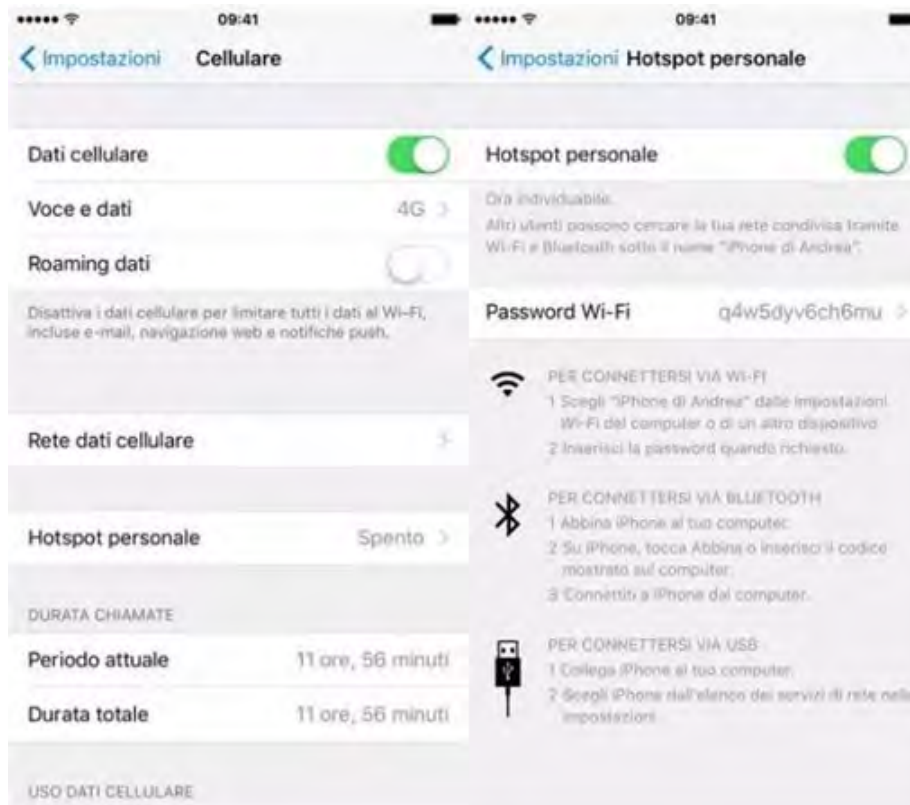 09:41
Impostazioni Cellulare
Dati cellulare
Voce e dati 4G
Roaming dati
Disattiva i dati cellulare per limitare tutti i dati al Wi-Fi,
incluse e-mail, navigazione web e notifiche push.
Rete dati cellulare
Hotspot personale Spento
DURATA CHIAMATE
Periodo attuale 11 ore, 56 minuti
Durata totale 11 ore, 56 minuti
USO DATI CELLULARE
09:41
Impostazioni Hotspot personale
Hotspot personale
Ora individuabile.
Altri utenti possono cercare la tua rete condivisa tramite
Wi-Fi e Bluetooth sotto il nome "iPhone di Andrea".
Password Wi-Fi q4w5dyv6ch6mu
PER CONNETTERSI VIA WI-FI
1 Scegli "iPhone di Andrea" dalle impostazioni
Wi-Fi del computer o di un altro dispositivo
2 Inserisci la password quando richiesto.
PER CONNETTERSI VIA BLUETOOTH
1 Abbina iPhone al tuo computer.
2 Su iPhone, tocca Abbina o inserisci il codice
mostrato sul computer.
3 Connettiti a iPhone dal computer.
PER CONNETTERSI VIA USB
1 Collega iPhone al tuo computer.
2 Scegli iPhone dall'elenco dei servizi di rete nelle
impostazioni.